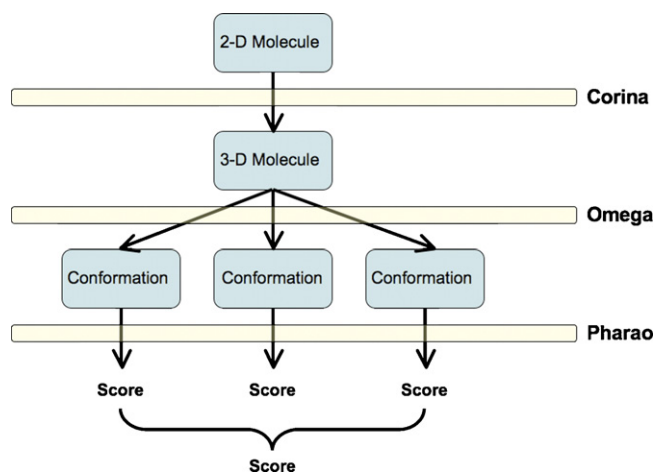 2-D Molecule
Corina
3-D Molecule
Omega
Conformation Conformation Conformation
Pharao
Score Score Score
Score